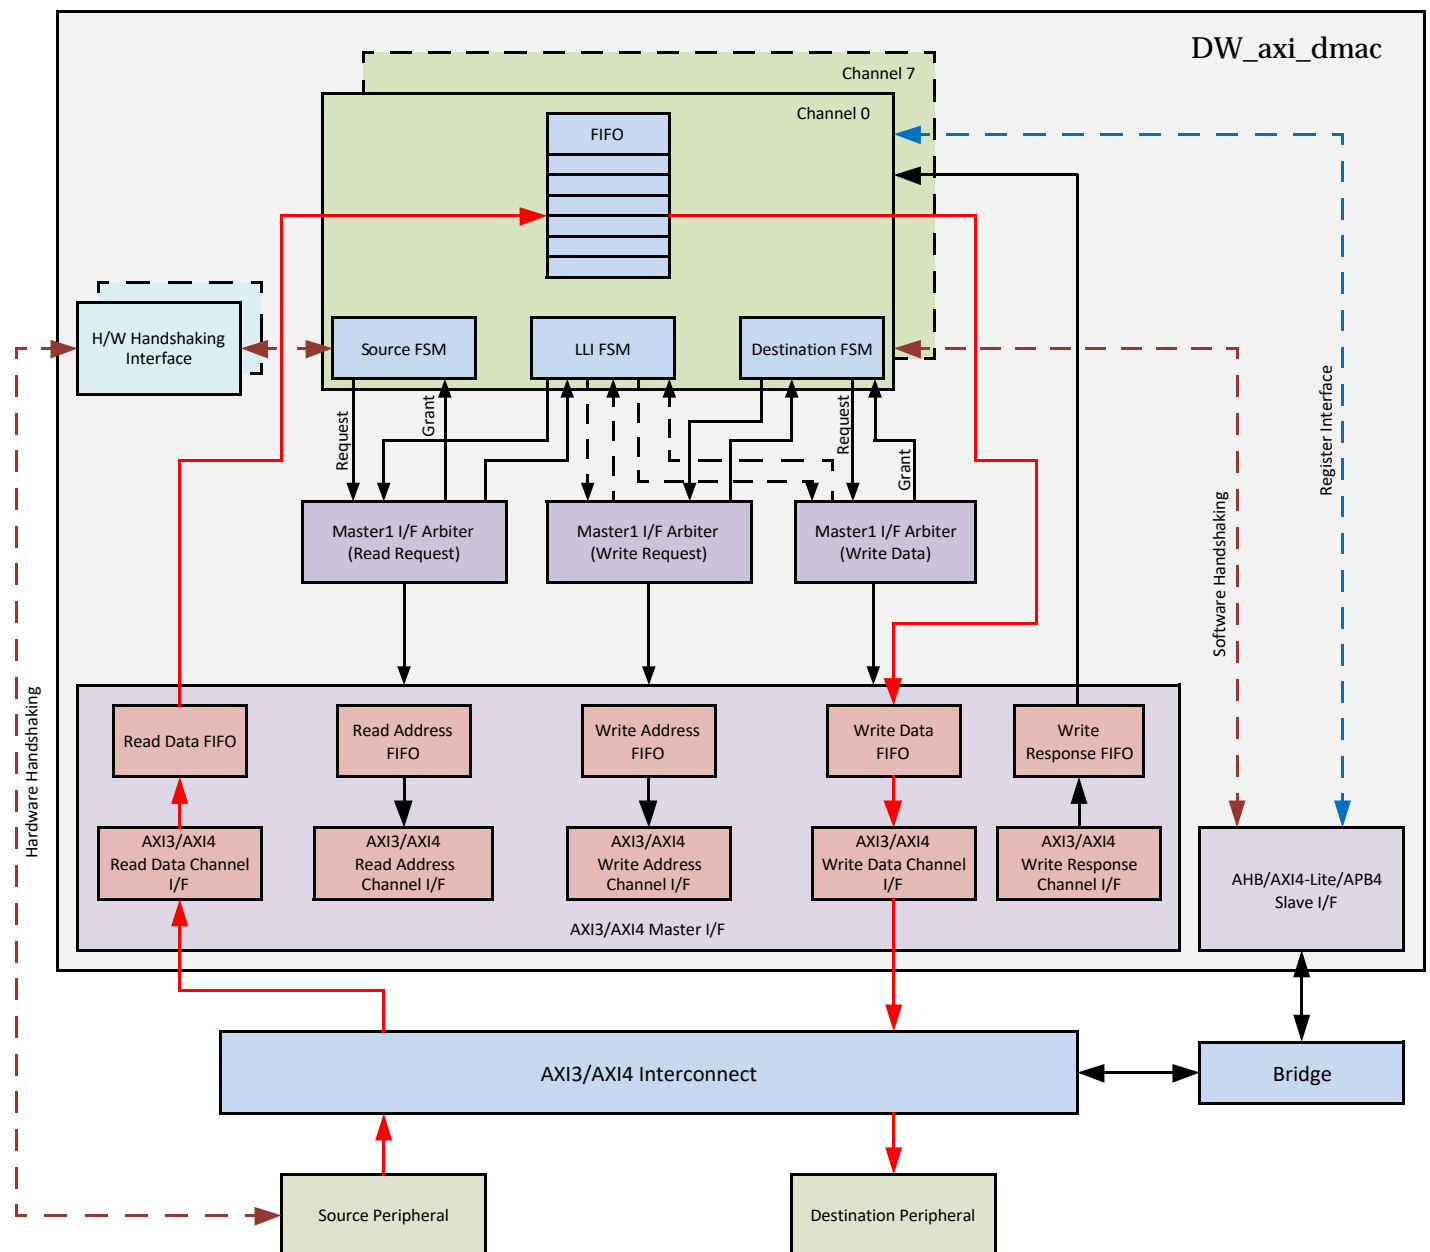 DW_axi_dmac
Channel 7
Channel 0
FIFO
H/W Handshaking
Interface
Source FSM
LLI FSM
Destination FSM
Request
Grant
Request
Grant
Register Interface
Software Handshaking
Hardware Handshaking
Master1 I/F Arbiter
(Read Request)
Master1 I/F Arbiter
(Write Request)
Master1 I/F Arbiter
(Write Data)
Read Data FIFO
Read Address
FIFO
Write Address
FIFO
Write Data
FIFO
Write
Response FIFO
AXI3/AXI4
Read Data Channel
I/F
AXI3/AXI4
Read Address
Channel I/F
AXI3/AXI4
Write Address
Channel I/F
AXI3/AXI4
Write Data Channel
I/F
AXI3/AXI4
Write Response
Channel I/F
AHB/AXI4-Lite/APB4
Slave I/F
AXI3/AXI4 Master I/F
AXI3/AXI4 Interconnect
Bridge
Source Peripheral
Destination Peripheral